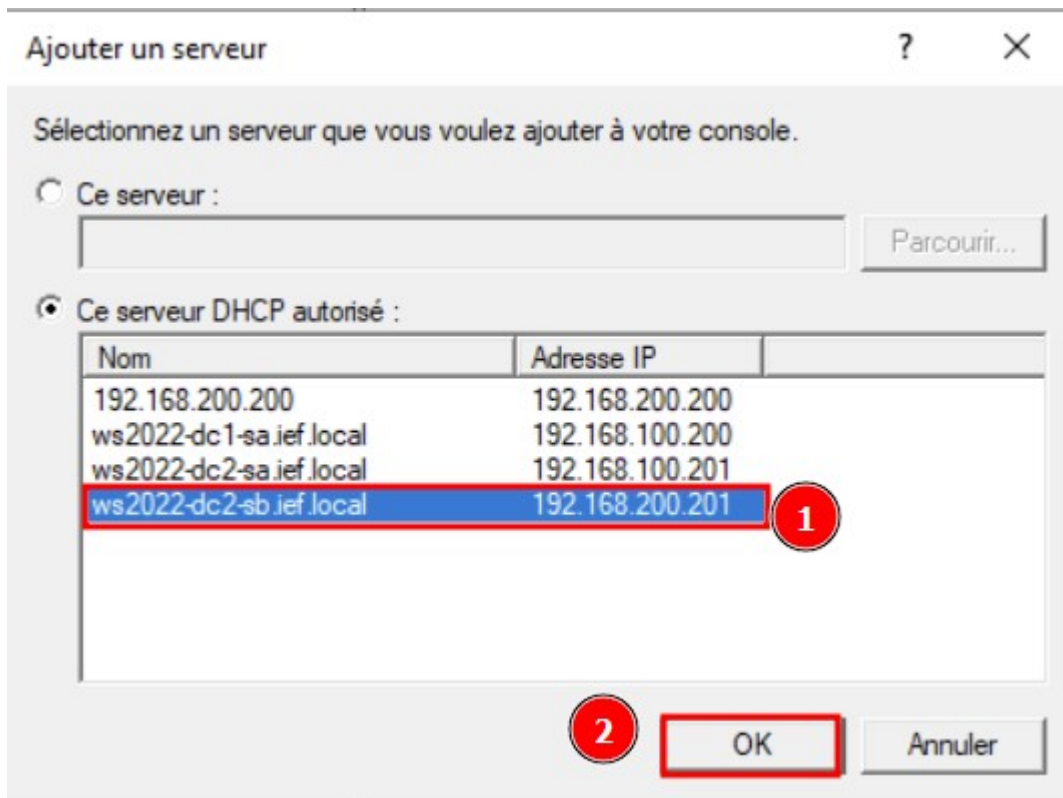 Ajouter un serveur ? ×
Sélectionnez un serveur que vous voulez ajouter à votre console.
Ce serveur :
Parcourir...
Ce serveur DHCP autorisé :
Nom Adresse IP
192.168.200.200 192.168.200.200
ws2022-dc1-sa.ief.local 192.168.100.200
ws2022-dc2-sa.ief.local 192.168.100.201
ws2022-dc2-sb.ief.local 192.168.200.201 1
2 OK Annuler